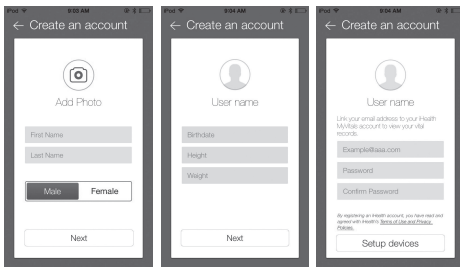 iPod 9:03 AM
← Create an account
Add Photo
First Name
Last Name
Male Female
Next
iPod 9:04 AM
← Create an account
User name
Birthdate
Height
Weight
Next
iPod 9:04 AM
← Create an account
User name
Link your email address to your iHealth
MyVitals account to view your vital
records.
Example@aaa.com
Password
Confirm Password
By registering an iHealth account, you have read and
agreed with iHealth's Terms of Use and Privacy
Policies.
Setup devices